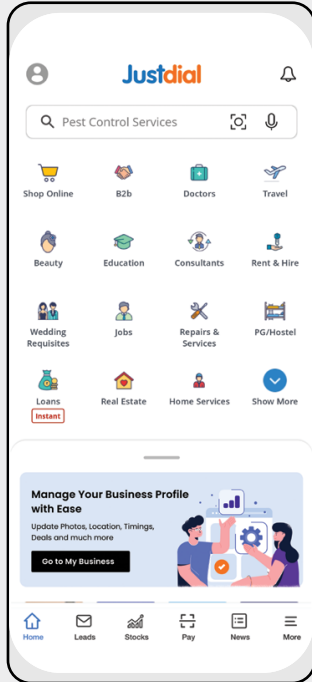 Justdial
Pest Control Services
Shop Online
B2b
Doctors
Travel
Beauty
Education
Consultants
Rent & Hire
Wedding
Requisites
Jobs
Repairs &
Services
PG/Hostel
Loans
Instant
Real Estate
Home Services
Show More
Manage Your Business Profile
with Ease
Update Photos, Location, Timings,
Deals and much more
Go to My Business
Home
Leads
Stocks
Pay
News
More